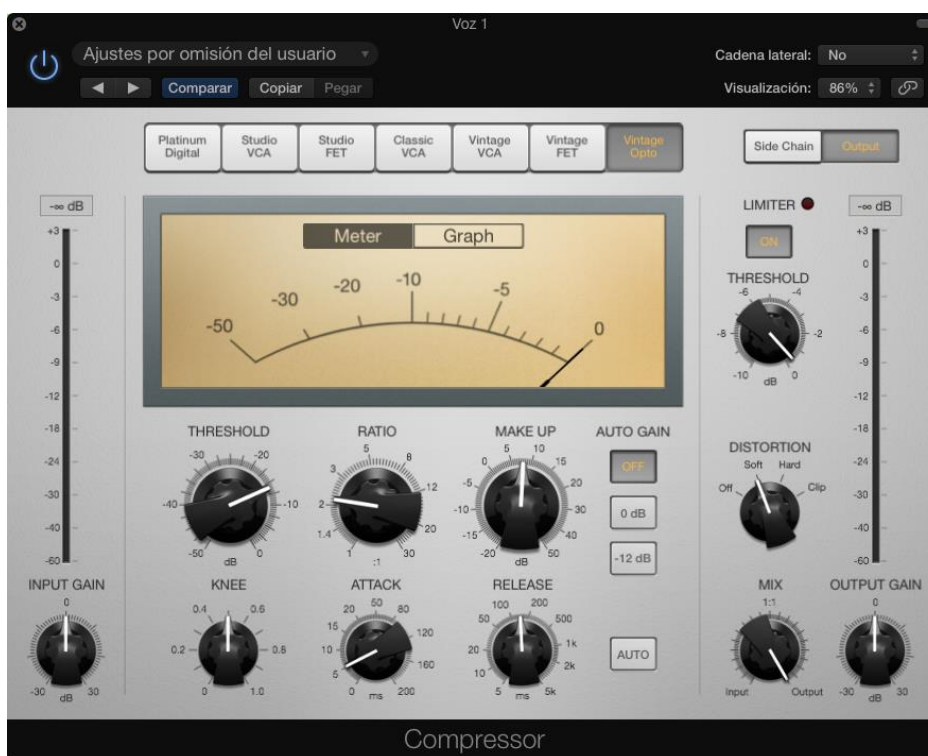 Voz 1
Ajustes por omisión del usuario
Cadena lateral: No
Comparar Copiar Pegar
Visualización: 86%
Platinum Digital
Studio VCA
Studio FET
Classic VCA
Vintage VCA
Vintage FET
Vintage Opto
Side Chain Output
-∞ dB
+3
0
-3
-6
-9
-12
-18
-24
-30
-40
-60
Meter Graph
-50 -30 -20 -10 -5 0
LIMITER
ON
THRESHOLD
-10 -8 -6 -4 -2 0
dB
-∞ dB
+3
0
-3
-6
-9
-12
-18
-24
-30
-40
-60
THRESHOLD
-50 -40 -30 -20 -10 0
dB
RATIO
1 1.4 2 3 5 8 12 20 30
:1
MAKE UP
-20 -15 -10 -5 0 5 10 15 20 30 40 50
dB
AUTO GAIN
OFF
0 dB
-12 dB
DISTORTION
Off Soft Hard Clip
INPUT GAIN
0
-30 30
dB
KNEE
0 0.2 0.4 0.6 0.8 1.0
ATTACK
0 5 10 15 20 50 80 120 160 200
ms
RELEASE
5 10 20 50 100 200 500 1k 2k 5k
ms
AUTO
MIX
1:1
Input Output
OUTPUT GAIN
0
-30 30
dB
Compressor